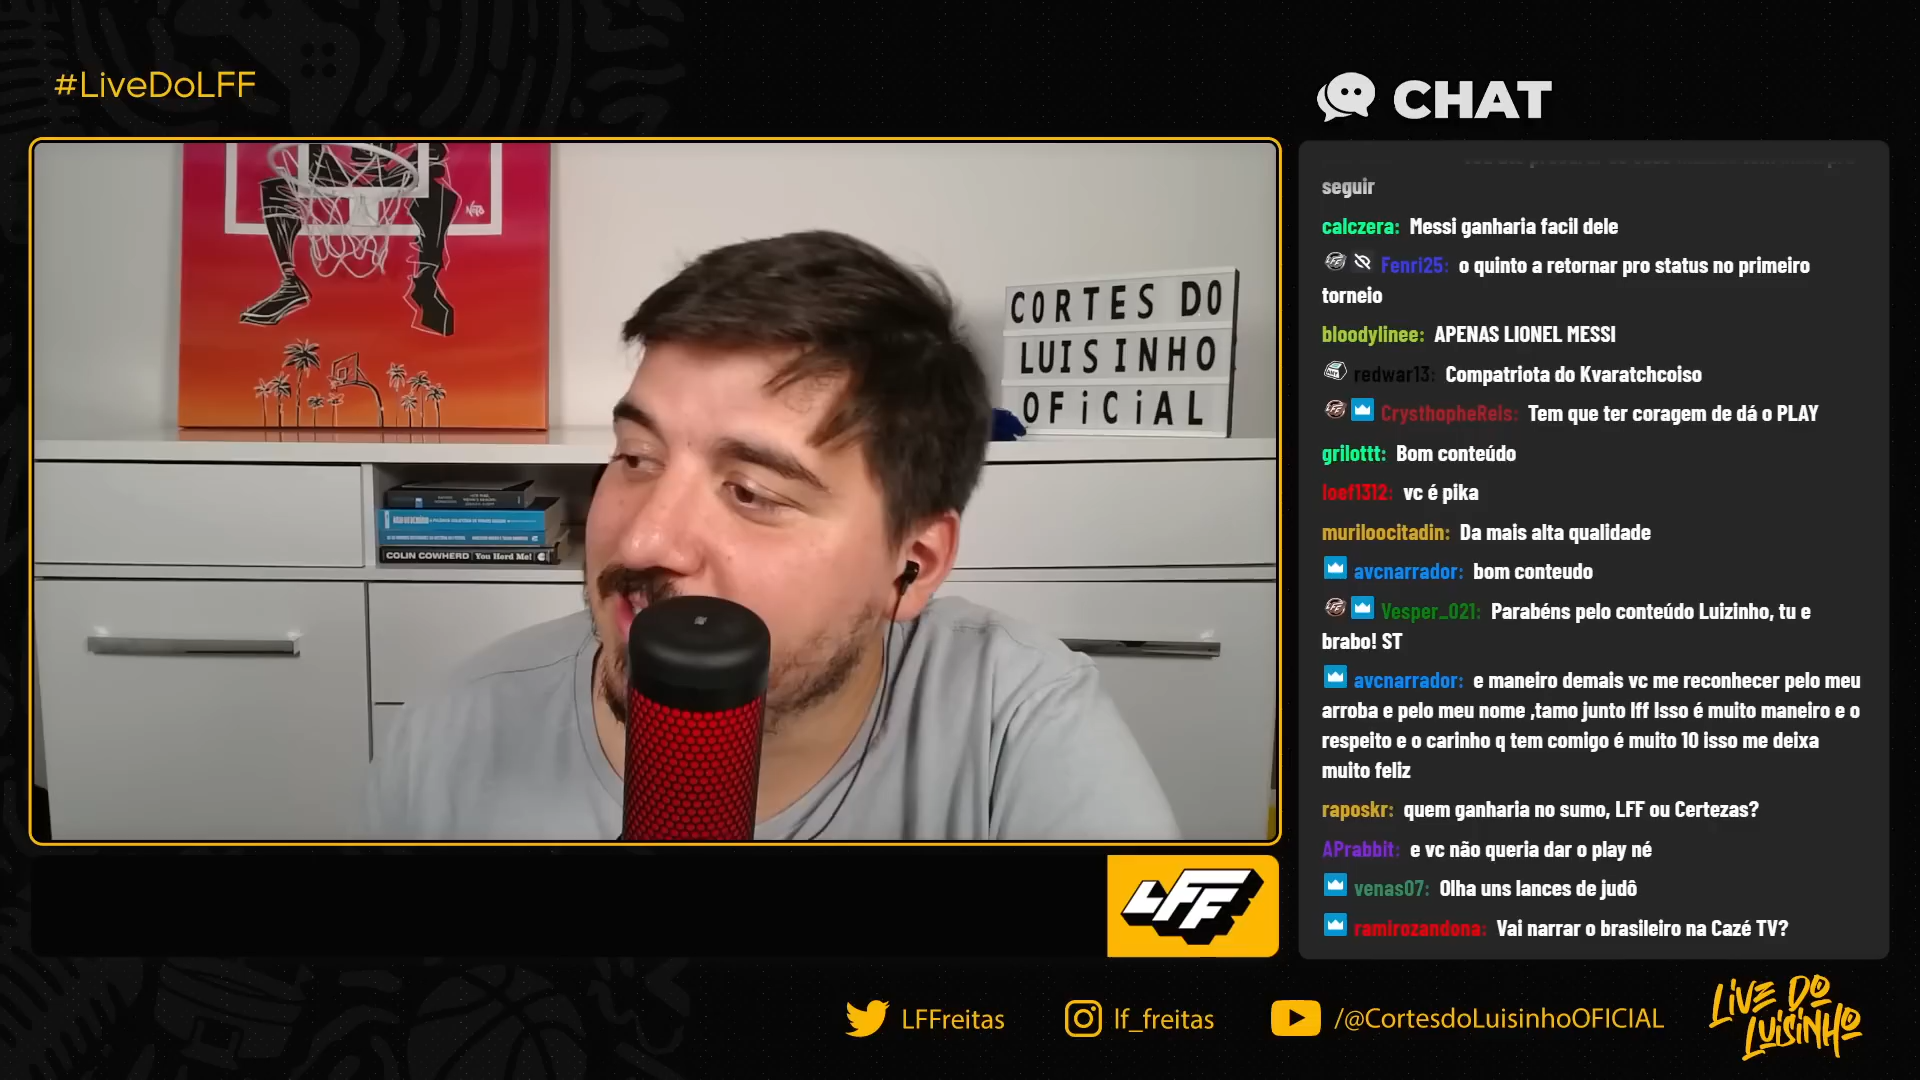 #LiveDoLFF
CHAT
CORTES DO
LUISINHO
OFiCiAL
COLIN COWHERD You Herd Me!
seguir
calczera: Messi ganharia facil dele
Fenri25: o quinto a retornar pro status no primeiro
torneio
bloodylinee: APENAS LIONEL MESSI
redwar13: Compatriota do Kvaratchcoiso
CrysthopheReis: Tem que ter coragem de dá o PLAY
grilottt: Bom conteúdo
loef1312: vc é pika
muriloocitadin: Da mais alta qualidade
avcnarrador: bom conteudo
Vesper_021: Parabéns pelo conteúdo Luizinho, tu e
brabo! ST
avcnarrador: e maneiro demais vc me reconhecer pelo meu
arroba e pelo meu nome ,tamo junto lff Isso é muito maneiro e o
respeito e o carinho q tem comigo é muito 10 isso me deixa
muito feliz
raposkr: quem ganharia no sumo, LFF ou Certezas?
APrabbit: e vc não queria dar o play né
venas07: Olha uns lances de judô
ramirozandona: Vai narrar o brasileiro na Cazé TV?
LFF
LFFreitas
lf_freitas
/@CortesdoLuisinhoOFICIAL
LiVE DO
LUiSiNHO